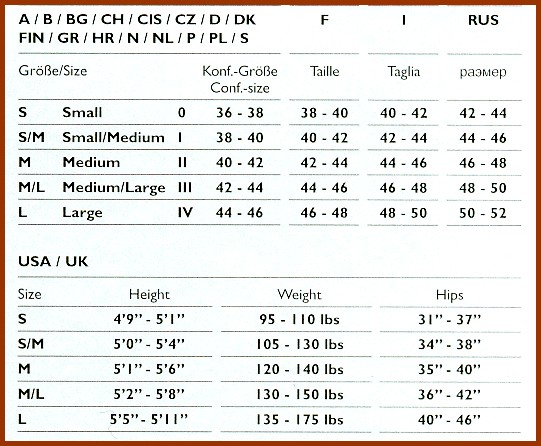 A / B / BG / CH / CIS / CZ / D / DK F I RUS
FIN / GR / HR / N / NL / P / PL / S
Größe/Size Konf.-Größe Taille Taglia раэмер
Conf.-size
S Small 0 36 - 38 38 - 40 40 - 42 42 - 44
S/M Small/Medium I 38 - 40 40 - 42 42 - 44 44 - 46
M Medium II 40 - 42 42 - 44 44 - 46 46 - 48
M/L Medium/Large III 42 - 44 44 - 46 46 - 48 48 - 50
L Large IV 44 - 46 46 - 48 48 - 50 50 - 52
USA / UK
Size Height Weight Hips
S 4'9” - 5'1” 95 - 110 lbs 31” - 37”
S/M 5'0” - 5'4” 105 - 130 lbs 34” - 38”
M 5'1” - 5'6” 120 - 140 lbs 35” - 40”
M/L 5'2” - 5'8” 130 - 150 lbs 36” - 42”
L 5'5” - 5'11” 135 - 175 lbs 40” - 46”